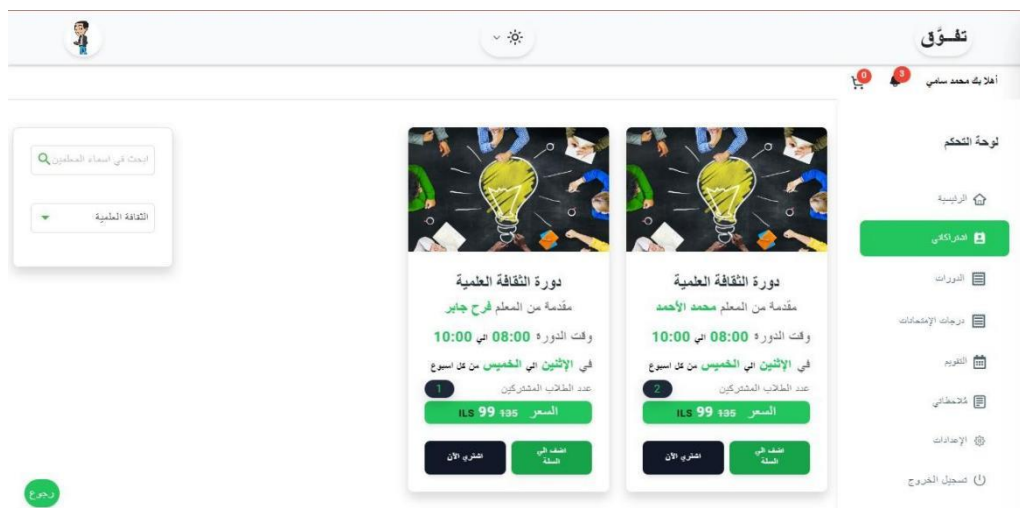 تفــوَّق
أهلا بك محمد سامي
3
0
لوحة التحكم
الرئيسية
اشتراكاتي
الدورات
درجات الإمتحانات
التقويم
مُلاحظاتي
الإعدادات
تسجيل الخروج
دورة الثقافة العلمية
مقدمة من المعلم محمد الأحمد
وقت الدورة 08:00 الي 10:00
في الإثنين الي الخميس من كل اسبوع
عدد الطلاب المشتركين 2
السعر 135 99 ILS
اضف الي
السلة
اشتري الآن
دورة الثقافة العلمية
مقدمة من المعلم فرح جابر
وقت الدورة 08:00 الي 10:00
في الإثنين الي الخميس من كل اسبوع
عدد الطلاب المشتركين 1
السعر 135 99 ILS
اضف الي
السلة
اشتري الآن
ابحث في اسماء المعلمين
الثقافة العلمية
رجوع